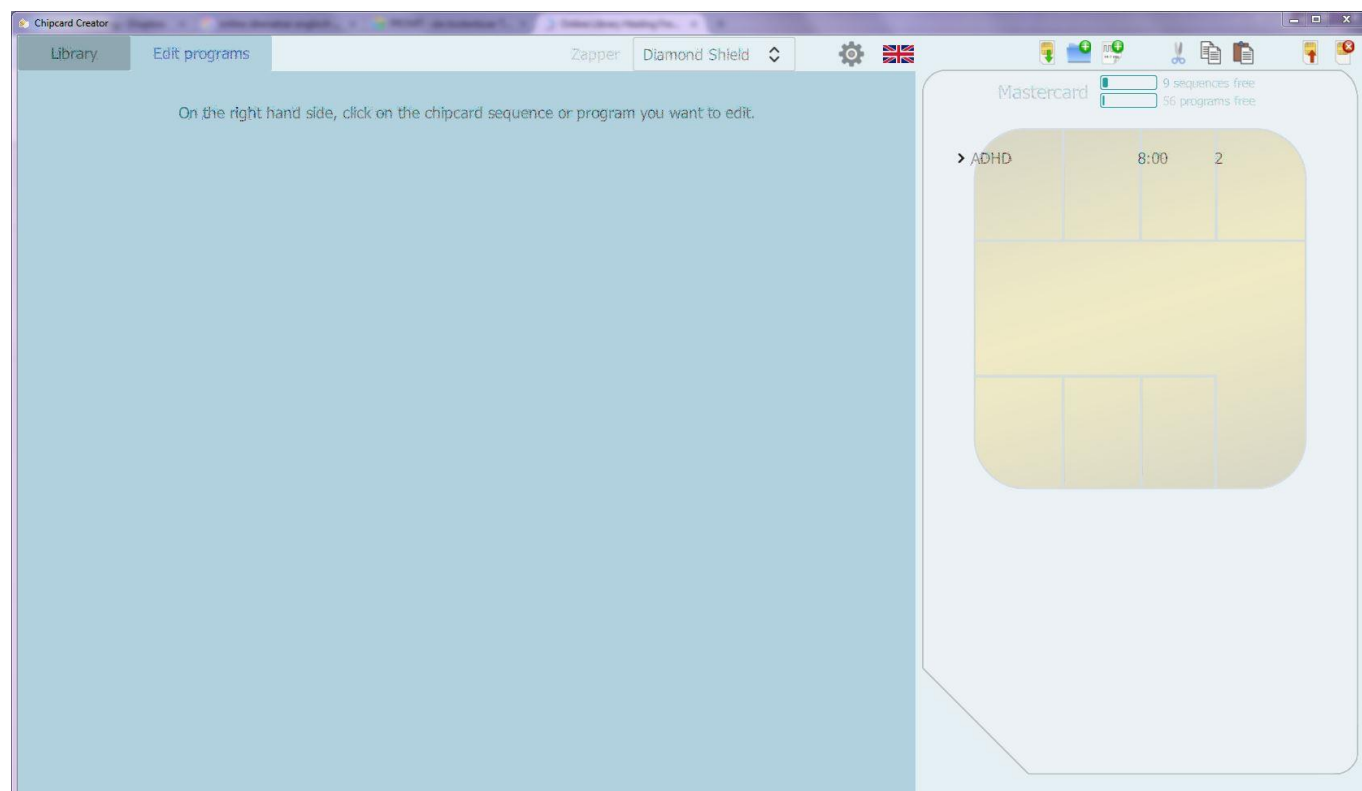 Chipcard Creator
Library
Edit programs
Zapper
Diamond Shield
On the right hand side, click on the chipcard sequence or program you want to edit.
Mastercard
9 sequences free
56 programs free
ADHD 8:00 2